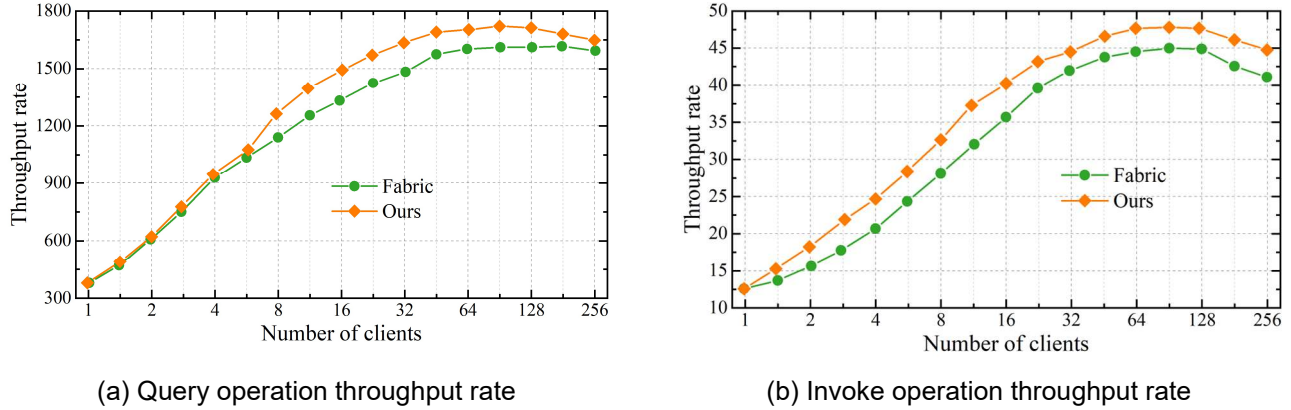 1800
1500
1200
900
600
300
Throughput rate
Fabric
Ours
1 2 4 8 16 32 64 128 256
Number of clients
(a) Query operation throughput rate
50
45
40
35
30
25
20
15
10
Throughput rate
Fabric
Ours
1 2 4 8 16 32 64 128 256
Number of clients
(b) Invoke operation throughput rate